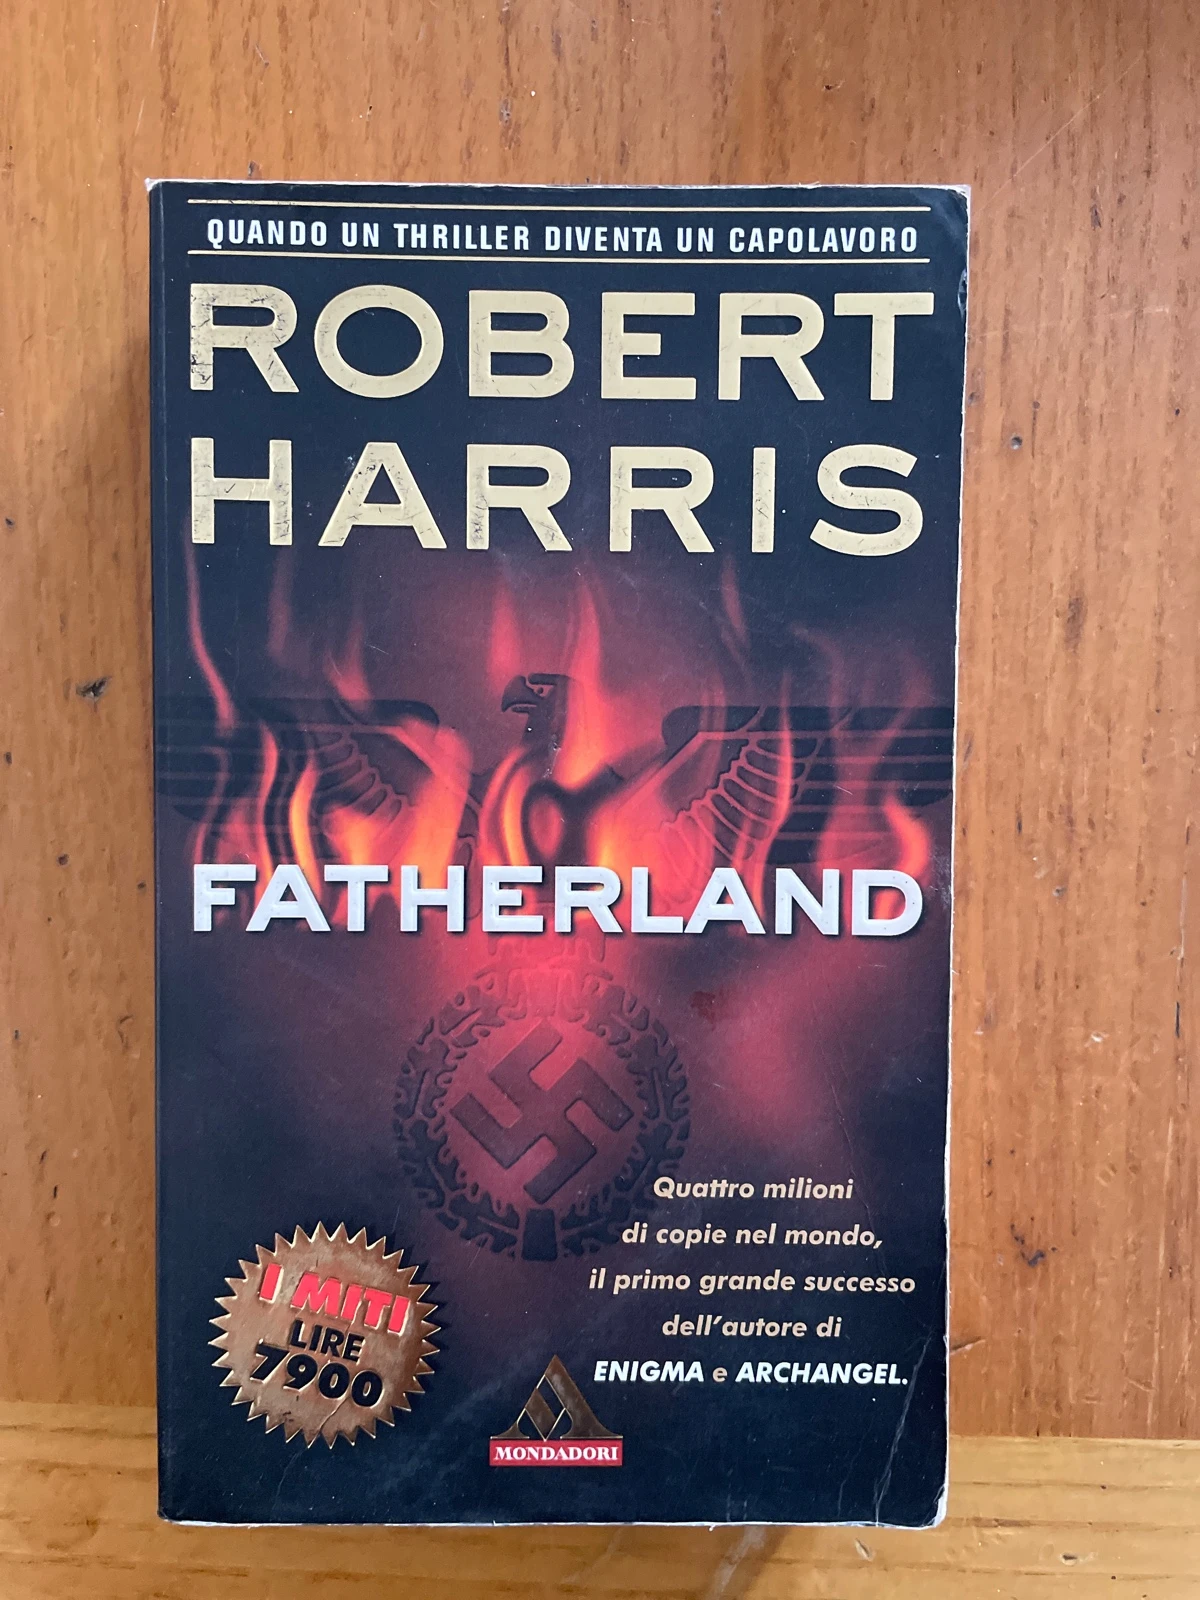 QUANDO UN THRILLER DIVENTA UN CAPOLAVORO
ROBERT
HARRIS
FATHERLAND
Quattro milioni
di copie nel mondo,
il primo grande successo
dell'autore di
ENIGMA e ARCHANGEL.
I MITI
LIRE
7900
MONDADORI